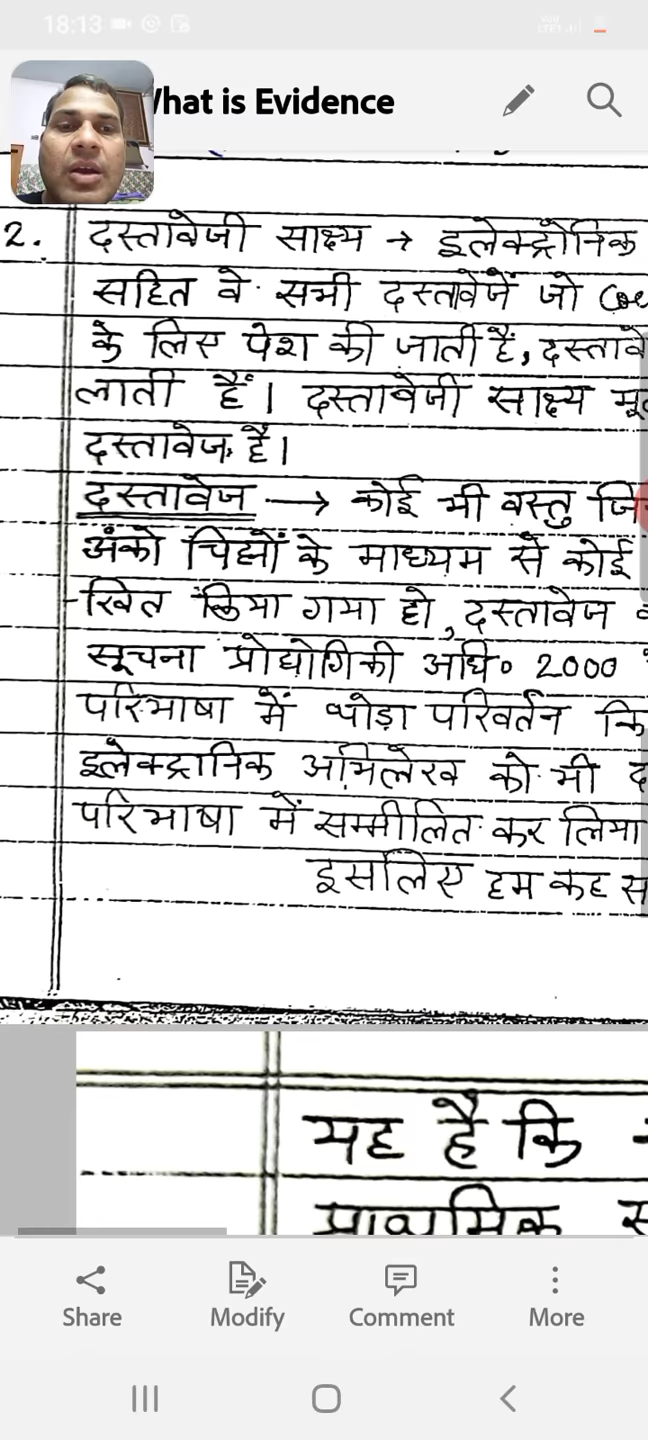 18:13
What is Evidence
2. दस्तावेजी साक्ष्य → इलेक्ट्रौनिक
सहित वे सभी दस्तावेजें जो
के लिए पेश की जाती हैं, दस्तावे
लाती हैं। दस्तावेजी साक्ष्य मू
दस्तावेज हैं।
दस्तावेज → कोई भी वस्तु जि
अंको चिह्नों के माध्यम से कोई
-खित किया गया हो, दस्तावेज
सूचना प्रोद्योगिकी अधि० 2000
परिभाषा में थोड़ा परिवर्तन कि
इलेक्ट्रानिक अभिलेख को भी द
परिभाषा में सम्मीलित कर लिया
इसलिए हम कह स
यह है कि
प्राथमिक स
Share Modify Comment More